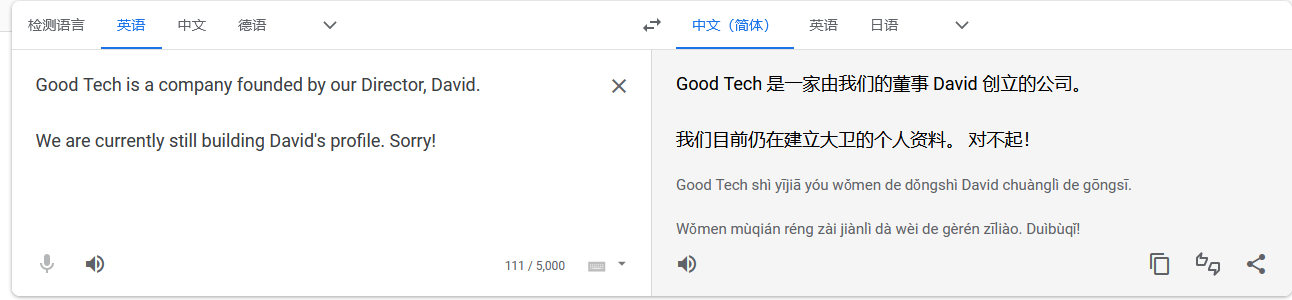 检测语言 英语 中文 德语 中文（简体） 英语 日语
Good Tech is a company founded by our Director, David.
We are currently still building David's profile. Sorry!
111 / 5,000
Good Tech 是一家由我们的董事 David 创立的公司。
我们目前仍在建立大卫的个人资料。 对不起！
Good Tech shì yījiā yóu wǒmen de dǒngshì David chuànglì de gōngsī.
Wǒmen mùqián réng zài jiànlì dà wèi de gèrén zīliào. Duìbùqǐ!